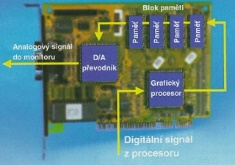 Blok pamětí
Paměť
Paměť
Paměť
Paměť
Analogový signál
do monitoru
D/A
převodník
Grafický
procesor
Digitální signál
z procesoru